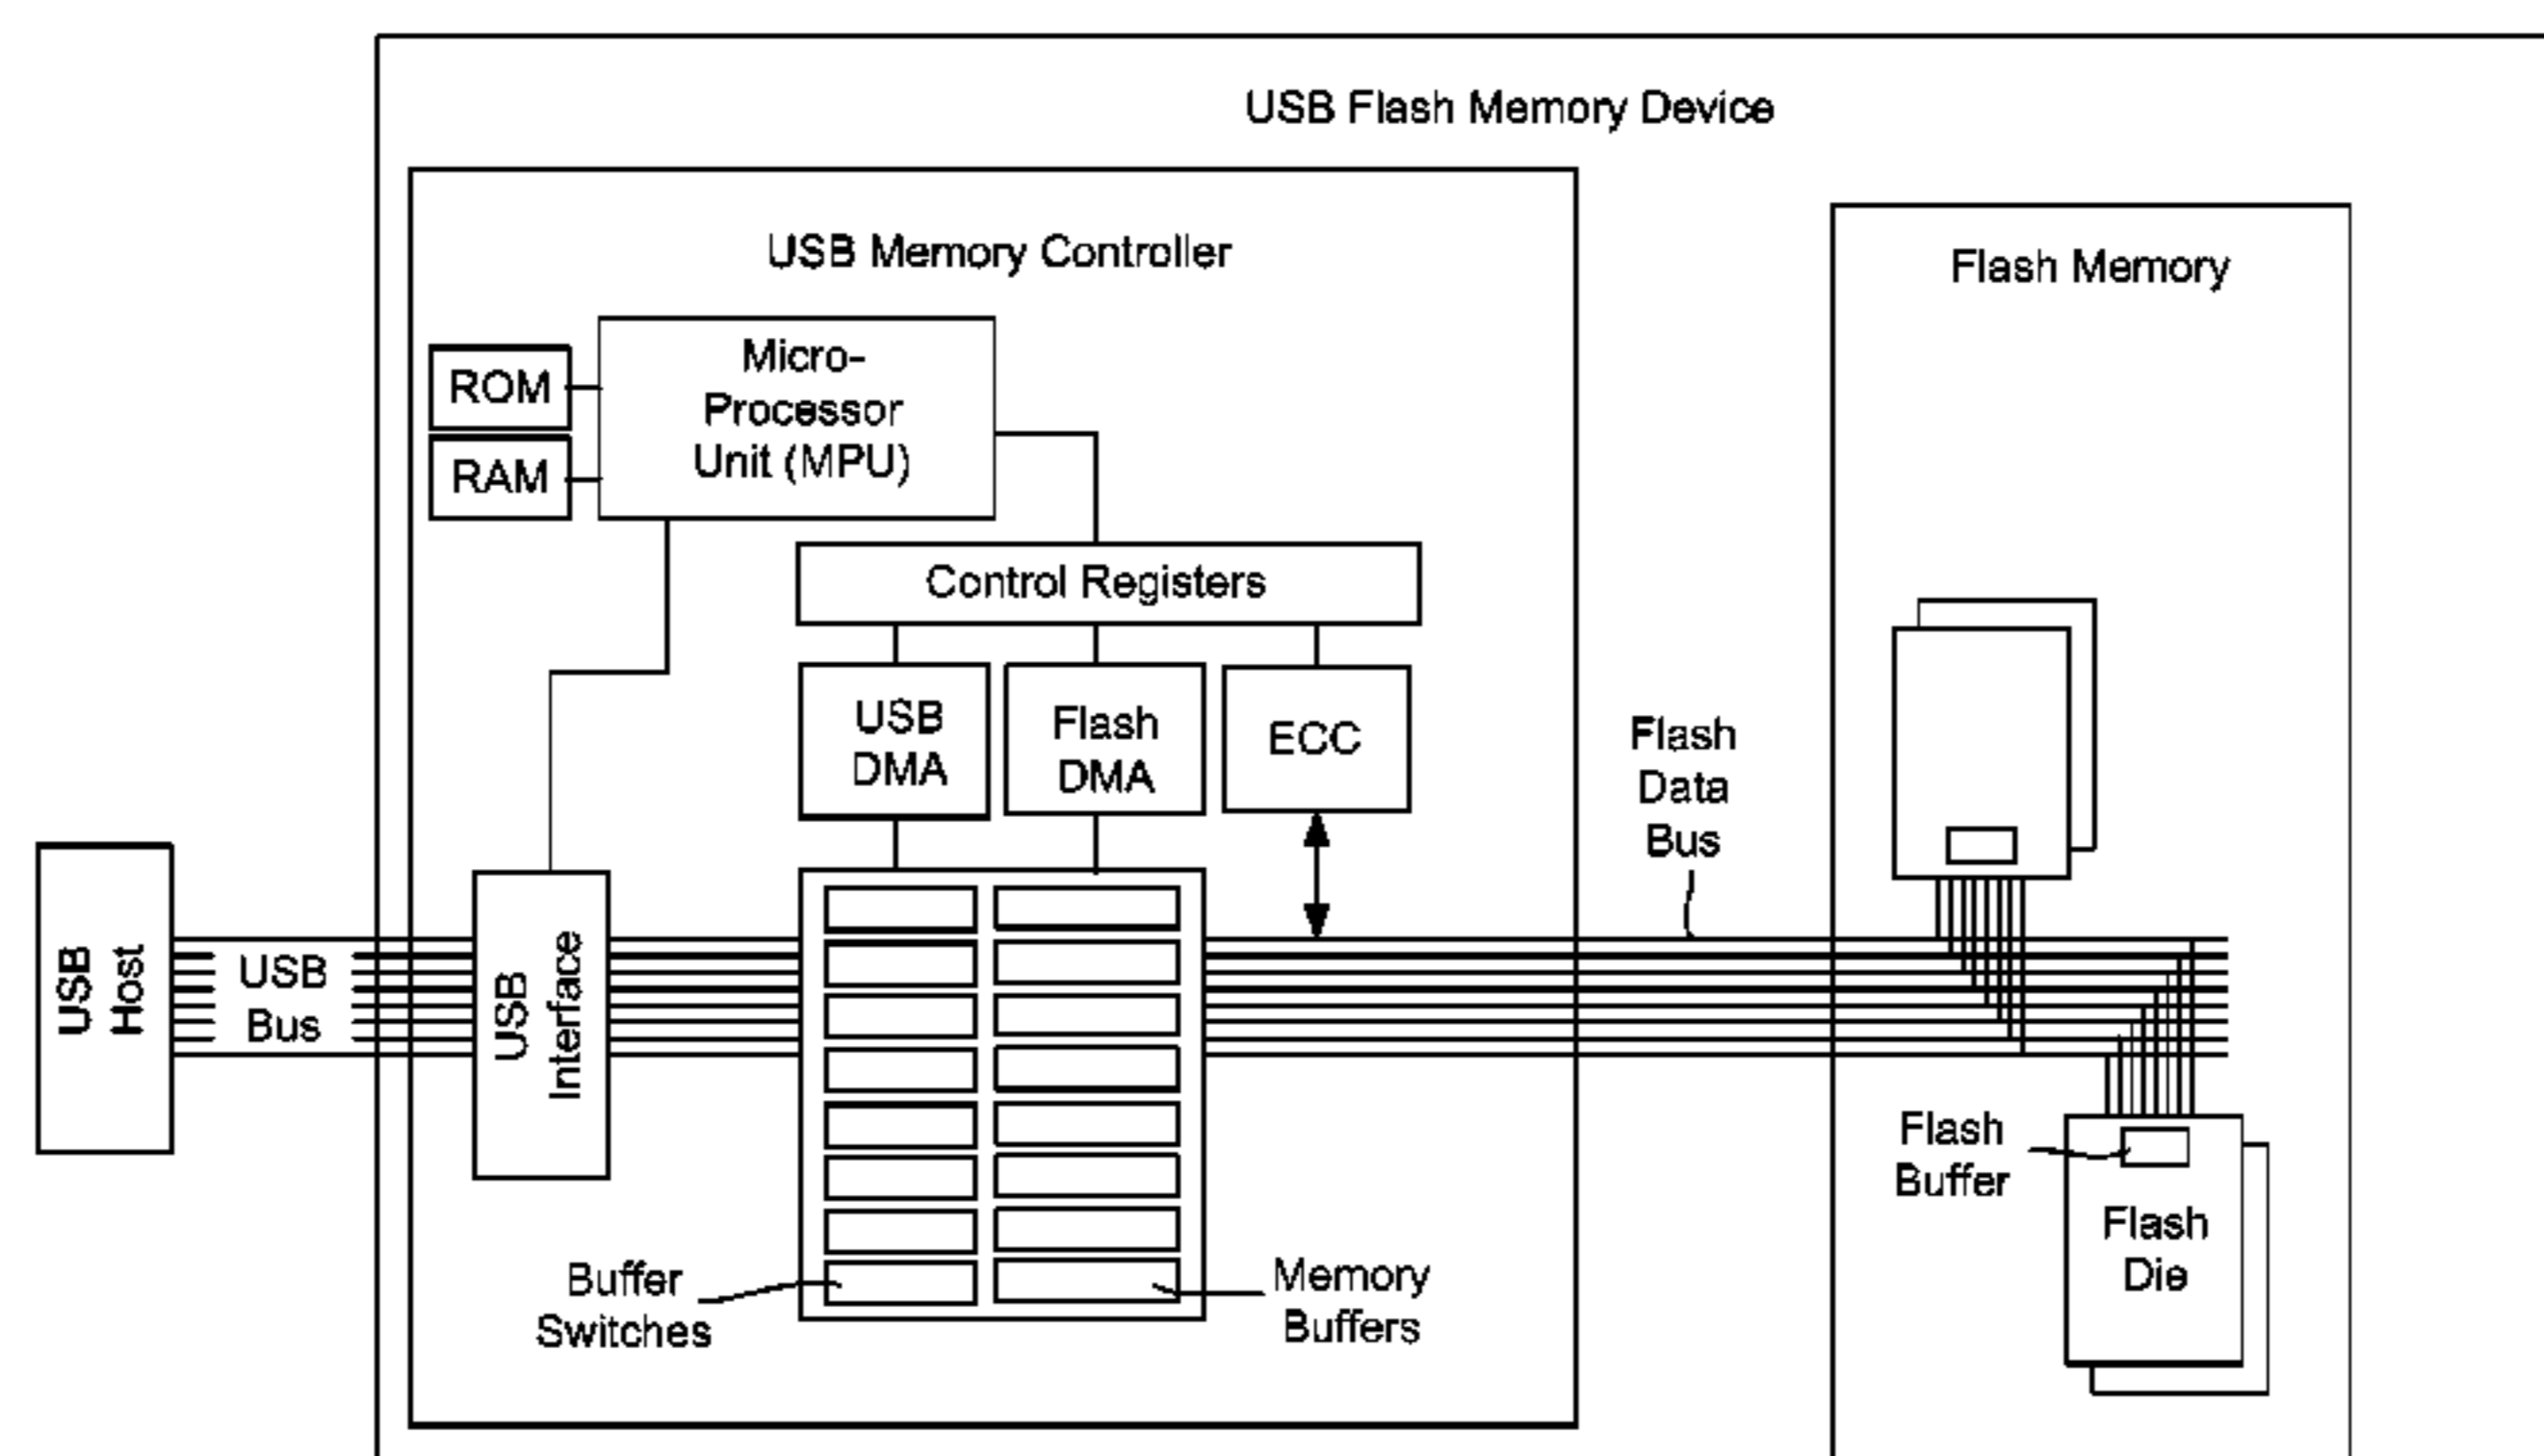 USB Flash Memory Device
USB Memory Controller
Flash Memory
ROM
RAM
Micro-
Processor
Unit (MPU)
Control Registers
USB
DMA
Flash
DMA
ECC
Flash
Data
Bus
USB
Host
USB
Bus
USB
Interface
Buffer
Switches
Memory
Buffers
Flash
Buffer
Flash
Die